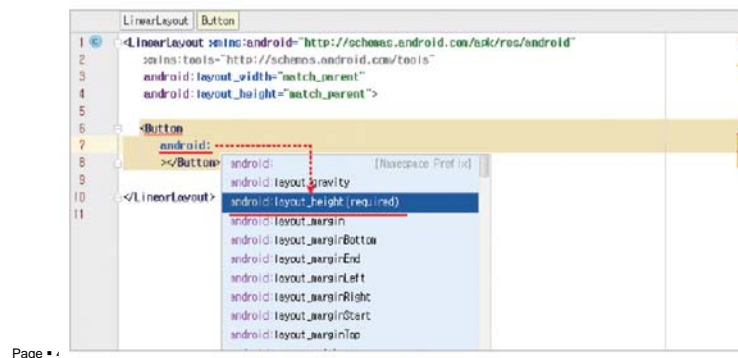 LinearLayout Button
1 <LinearLayout xmlns:android="http://schemas.android.com/apk/res/android"
2 xmlns:tools="http://schemas.android.com/tools"
3 android:layout_width="match_parent"
4 android:layout_height="match_parent">
5
6 <Button
7 android:
8 ></Button>
android: [Namespace Prefix]
9
android:layout_gravity
10 </LinearLayout>
android:layout_height(required)
11
android:layout_margin
android:layout_marginBottom
android:layout_marginEnd
android:layout_marginLeft
android:layout_marginRight
android:layout_marginStart
android:layout_marginTop
Page